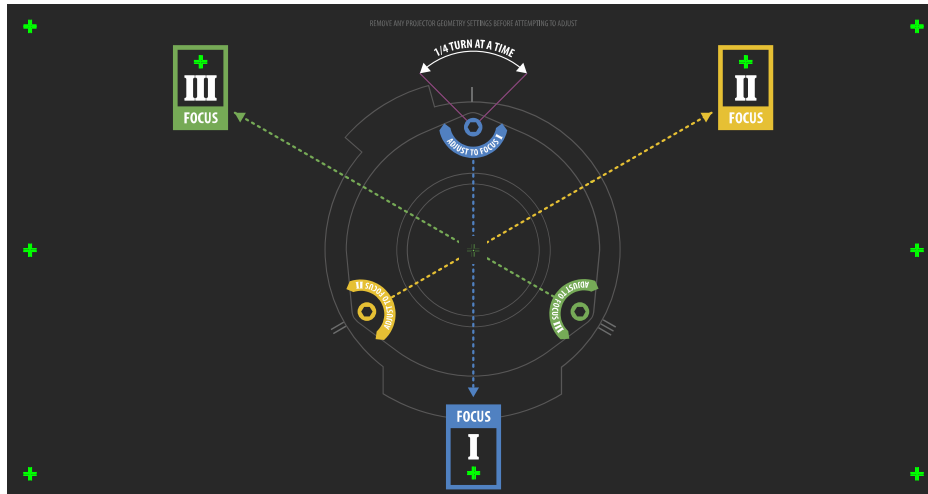 REMOVE ANY PROJECTOR GEOMETRY SETTINGS BEFORE ATTEMPTING TO ADJUST
1/4 TURN AT A TIME
III
FOCUS
II
FOCUS
ADJUST TO FOCUS I
ADJUST TO FOCUS II
ADJUST TO FOCUS III
FOCUS
I